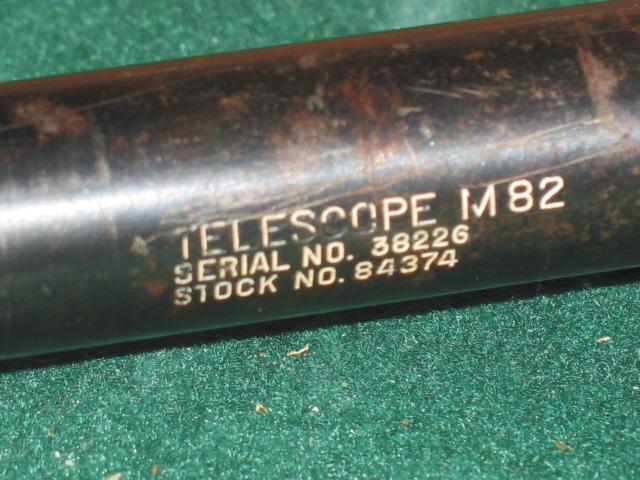 TELESCOPE M82
SERIAL NO. 38226
STOCK NO. 84374